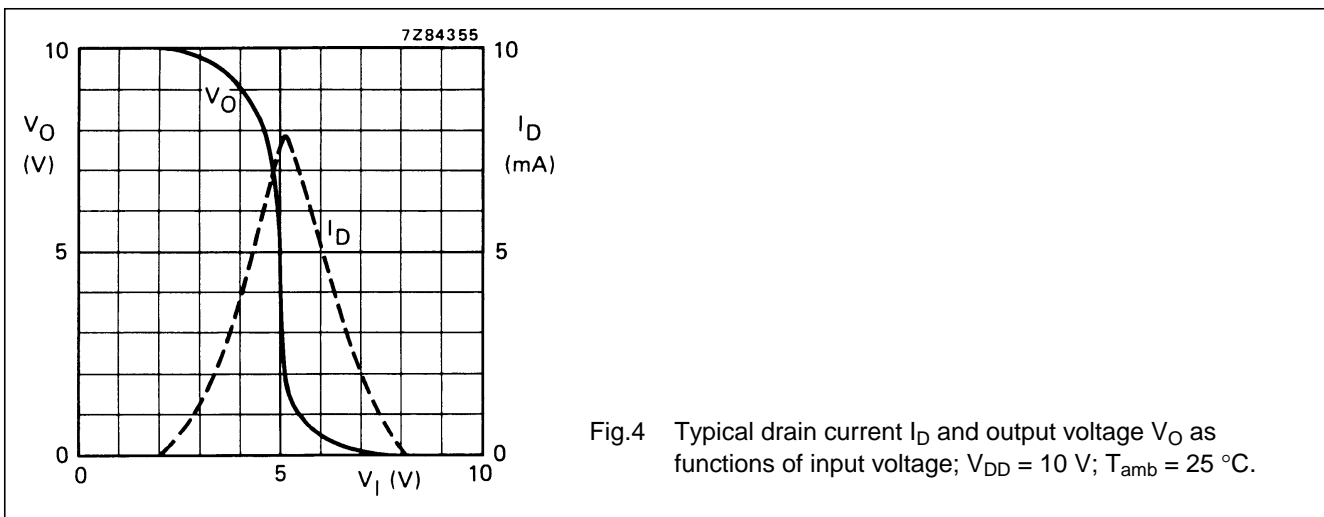 7Z84355
10
10
V_O
V_O
(V)
I_D
(mA)
I_D
5
5
0
0
0
5
10
V_I (V)
Fig.4 Typical drain current I_D and output voltage V_O as
functions of input voltage; V_DD = 10 V; T_amb = 25 °C.